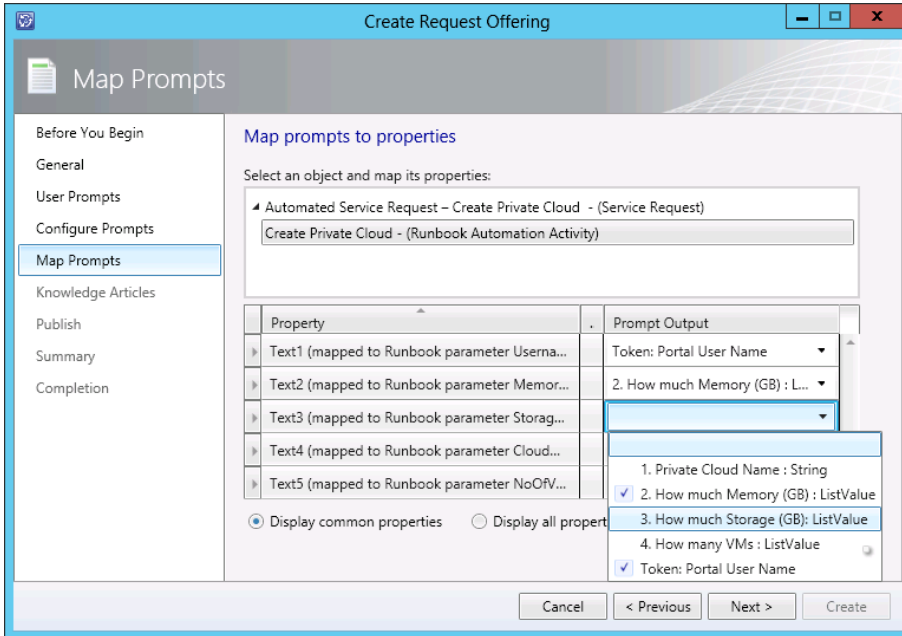 Create Request Offering
Map Prompts
Before You Begin
General
User Prompts
Configure Prompts
Map Prompts
Knowledge Articles
Publish
Summary
Completion
Map prompts to properties
Select an object and map its properties:
Automated Service Request – Create Private Cloud - (Service Request)
Create Private Cloud - (Runbook Automation Activity)
Property . Prompt Output
Text1 (mapped to Runbook parameter Userna... Token: Portal User Name
Text2 (mapped to Runbook parameter Memor... 2. How much Memory (GB) : L...
Text3 (mapped to Runbook parameter Storag...
Text4 (mapped to Runbook parameter Cloud...
Text5 (mapped to Runbook parameter NoOfV...
1. Private Cloud Name : String
2. How much Memory (GB) : ListValue
3. How much Storage (GB): ListValue
4. How many VMs : ListValue
Token: Portal User Name
Display common properties Display all propert
Cancel < Previous Next > Create